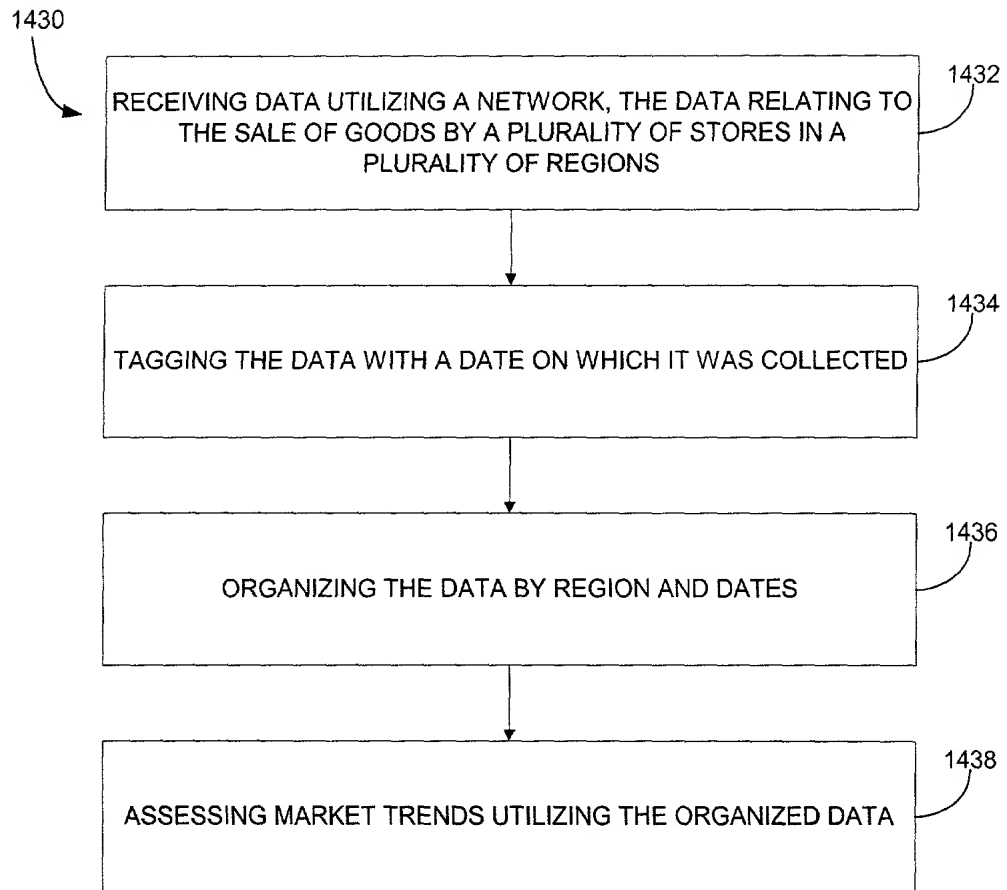 1430
RECEIVING DATA UTILIZING A NETWORK, THE DATA RELATING TO
THE SALE OF GOODS BY A PLURALITY OF STORES IN A
PLURALITY OF REGIONS
1432
TAGGING THE DATA WITH A DATE ON WHICH IT WAS COLLECTED
1434
ORGANIZING THE DATA BY REGION AND DATES
1436
ASSESSING MARKET TRENDS UTILIZING THE ORGANIZED DATA
1438